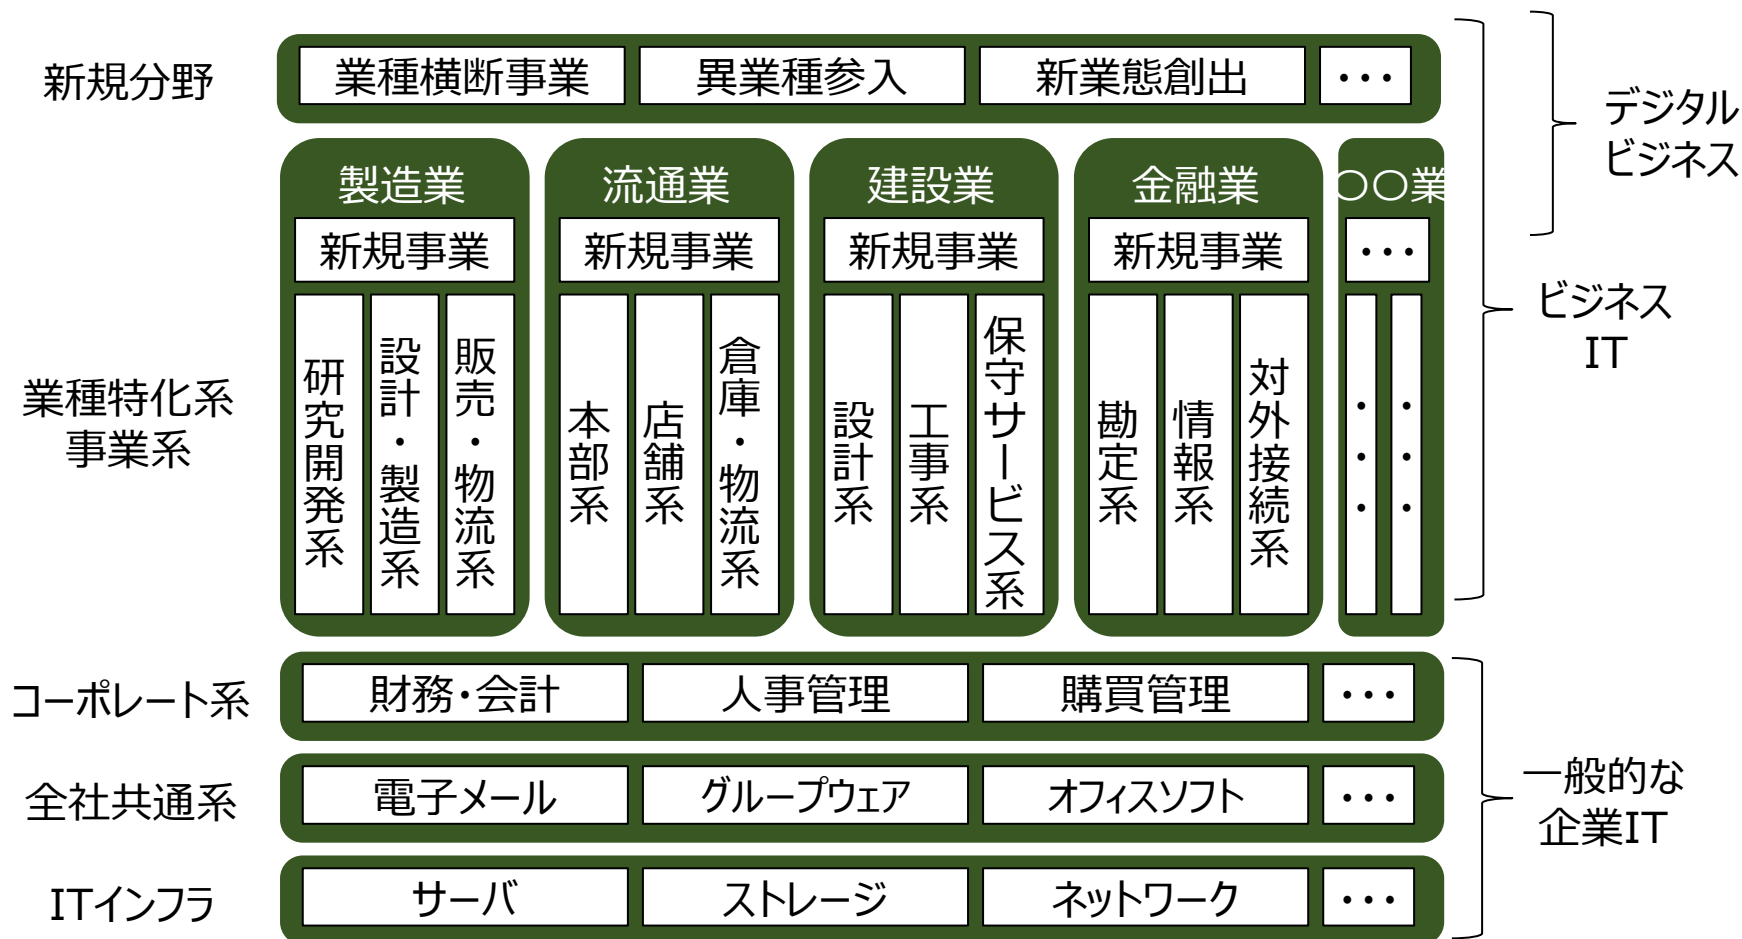 新規分野
業種横断事業
異業種参入
新業態創出
・・・
デジタル
ビジネス
製造業
流通業
建設業
金融業
〇〇業
新規事業
新規事業
新規事業
新規事業
・・・
ビジネス
IT
業種特化系
事業系
研究開発系
設計・製造系
販売・物流系
本部系
店舗系
倉庫・物流系
設計系
工事系
保守サービス系
勘定系
情報系
対外接続系
・・・
・・・
コーポレート系
財務・会計
人事管理
購買管理
・・・
全社共通系
電子メール
グループウェア
オフィスソフト
・・・
一般的な
企業IT
ITインフラ
サーバ
ストレージ
ネットワーク
・・・